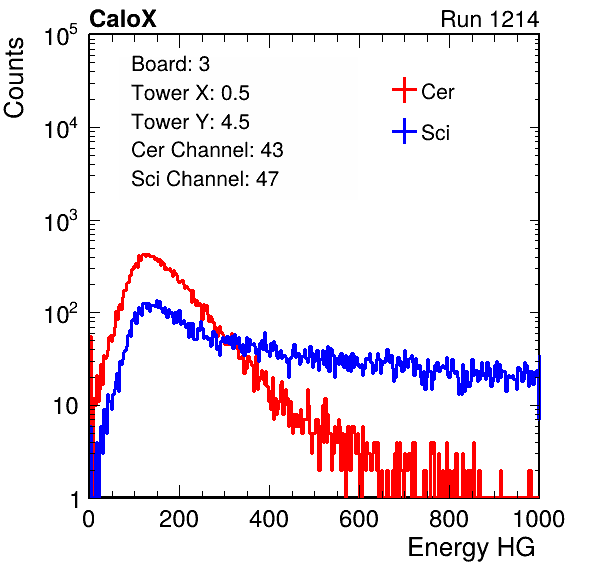 CaloX Run 1214
Counts
10^5
10^4
10^3
10^2
10
1
Board: 3
Tower X: 0.5
Tower Y: 4.5
Cer Channel: 43
Sci Channel: 47
Cer
Sci
0 200 400 600 800 1000
Energy HG